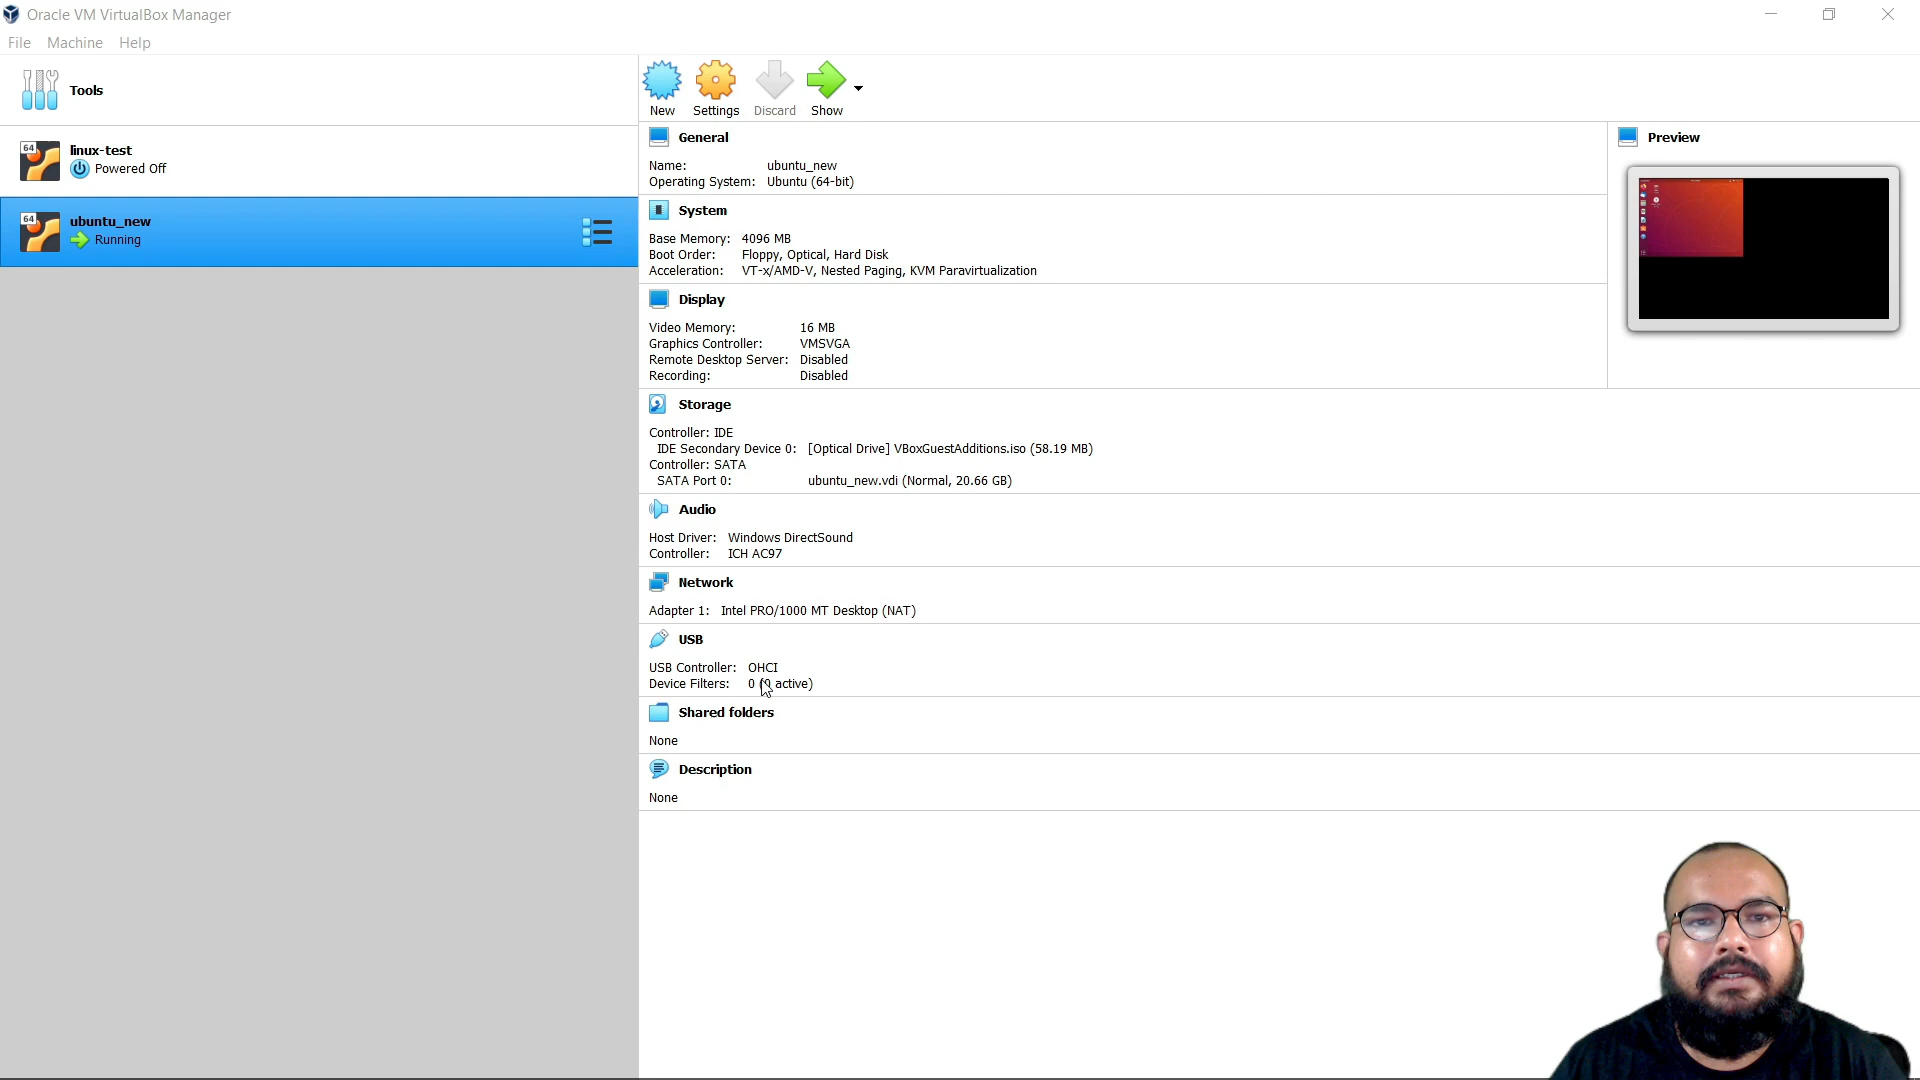 Oracle VM VirtualBox Manager
File Machine Help
Tools
64 linux-test
Powered Off
64 ubuntu_new
Running
New Settings Discard Show
General
Name: ubuntu_new
Operating System: Ubuntu (64-bit)
System
Base Memory: 4096 MB
Boot Order: Floppy, Optical, Hard Disk
Acceleration: VT-x/AMD-V, Nested Paging, KVM Paravirtualization
Display
Video Memory: 16 MB
Graphics Controller: VMSVGA
Remote Desktop Server: Disabled
Recording: Disabled
Preview
Storage
Controller: IDE
IDE Secondary Device 0: [Optical Drive] VBoxGuestAdditions.iso (58.19 MB)
Controller: SATA
SATA Port 0: ubuntu_new.vdi (Normal, 20.66 GB)
Audio
Host Driver: Windows DirectSound
Controller: ICH AC97
Network
Adapter 1: Intel PRO/1000 MT Desktop (NAT)
USB
USB Controller: OHCI
Device Filters: 0 (0 active)
Shared folders
None
Description
None